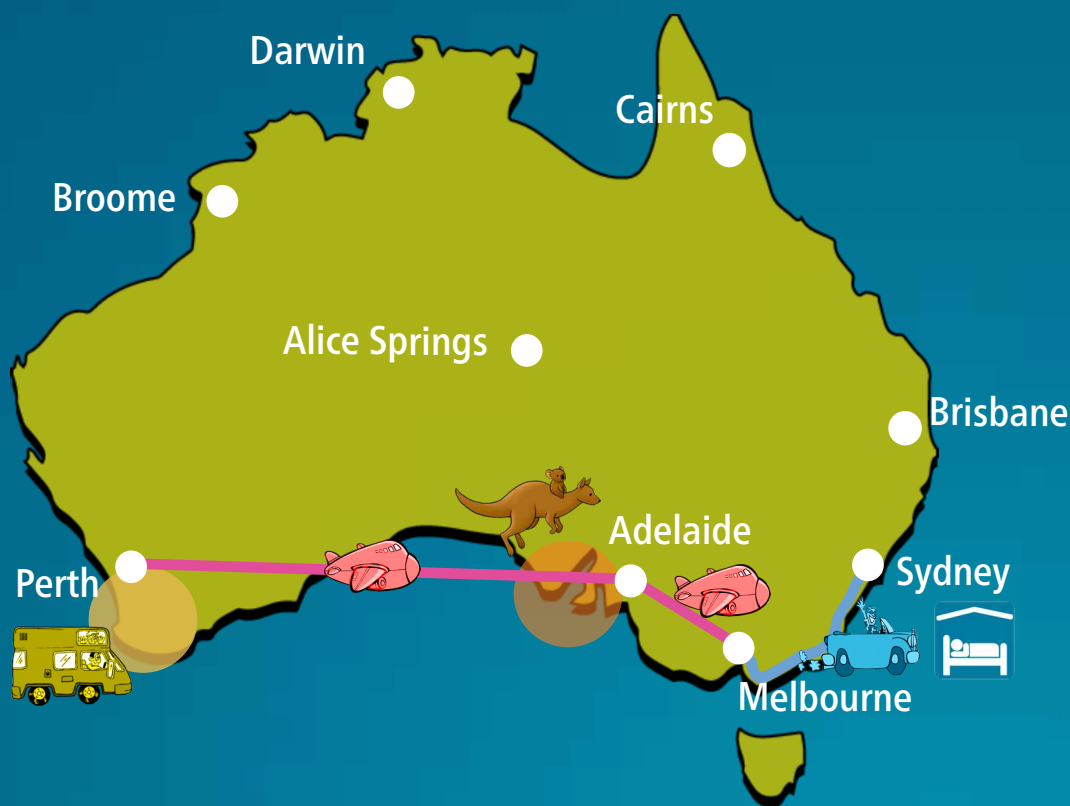 Darwin
Cairns
Broome
Alice Springs
Brisbane
Adelaide
Perth
Sydney
Melbourne